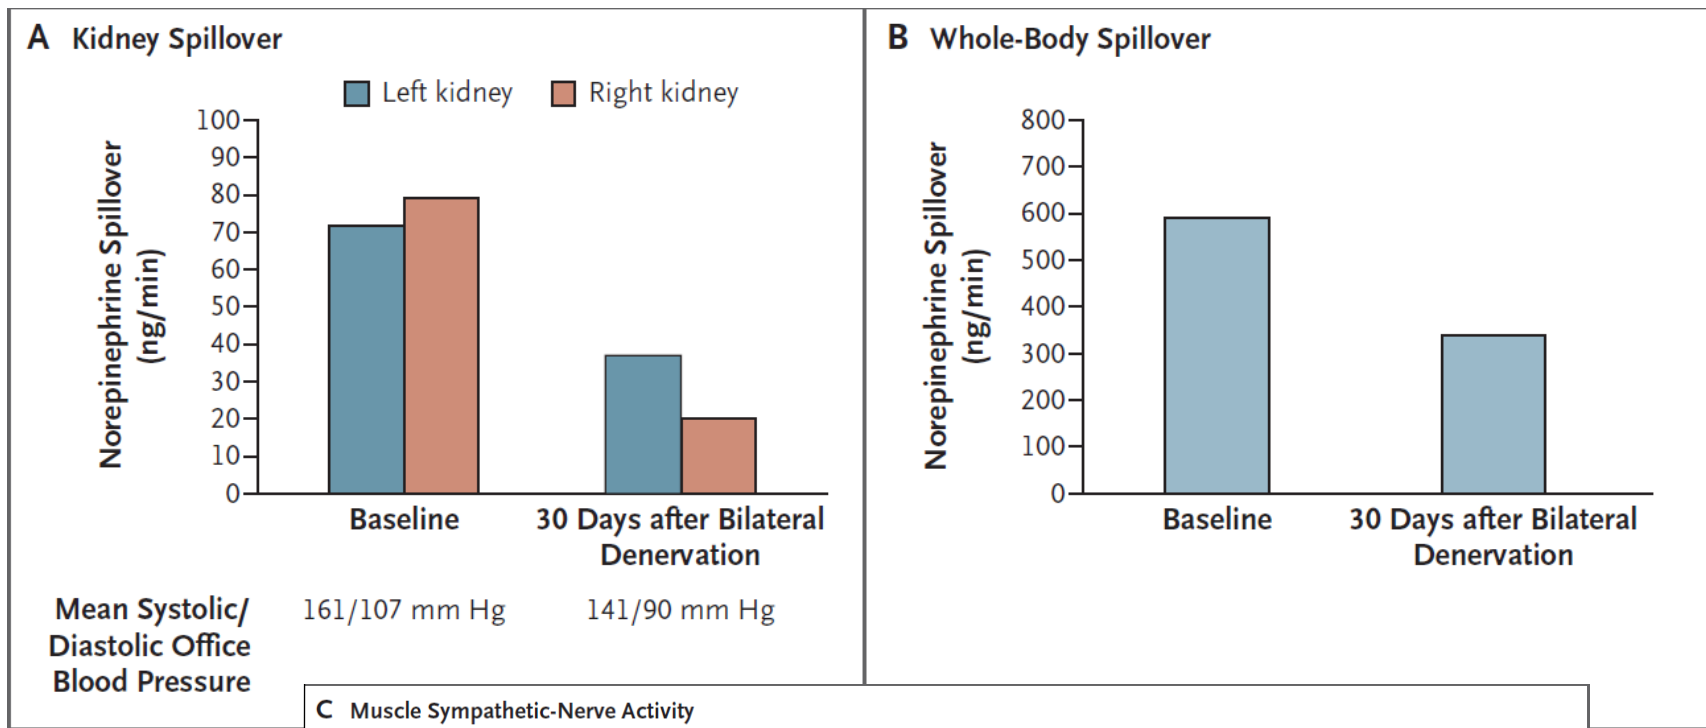 A Kidney Spillover
Left kidney
Right kidney
Norepinephrine Spillover
(ng/min)
100
90
80
70
60
50
40
30
20
10
0
Baseline
30 Days after Bilateral
Denervation
Mean Systolic/
Diastolic Office
Blood Pressure
161/107 mm Hg
141/90 mm Hg
B Whole-Body Spillover
Norepinephrine Spillover
(ng/min)
800
700
600
500
400
300
200
100
0
Baseline
30 Days after Bilateral
Denervation
C Muscle Sympathetic-Nerve Activity